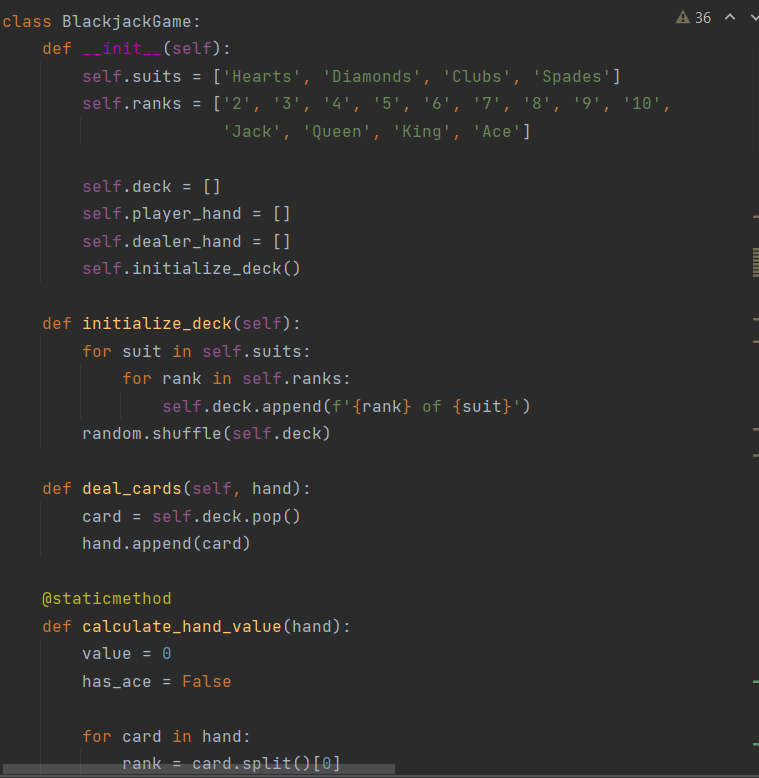 class BlackjackGame:
36
    def __init__(self):
        self.suits = ['Hearts', 'Diamonds', 'Clubs', 'Spades']
        self.ranks = ['2', '3', '4', '5', '6', '7', '8', '9', '10',
                      'Jack', 'Queen', 'King', 'Ace']
        self.deck = []
        self.player_hand = []
        self.dealer_hand = []
        self.initialize_deck()
    def initialize_deck(self):
        for suit in self.suits:
            for rank in self.ranks:
                self.deck.append(f'{rank} of {suit}')
        random.shuffle(self.deck)
    def deal_cards(self, hand):
        card = self.deck.pop()
        hand.append(card)
    @staticmethod
    def calculate_hand_value(hand):
        value = 0
        has_ace = False
        for card in hand:
            rank = card.split()[0]